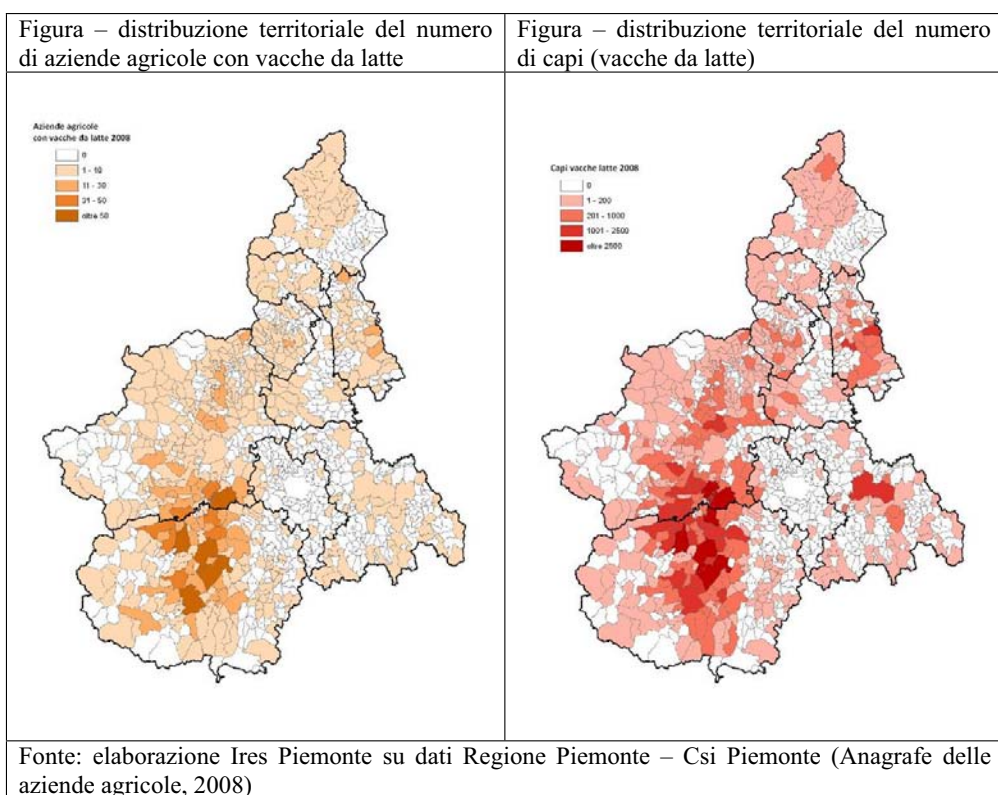 Figura – distribuzione territoriale del numero
di aziende agricole con vacche da latte
Figura – distribuzione territoriale del numero
di capi (vacche da latte)
Aziende agricole
con vacche da latte 2008
0
1 - 10
11 - 30
31 - 50
oltre 50
Capi vacche latte 2008
0
1 - 200
201 - 1000
1001 - 2500
oltre 2500
Fonte: elaborazione Ires Piemonte su dati Regione Piemonte – Csi Piemonte (Anagrafe delle
aziende agricole, 2008)